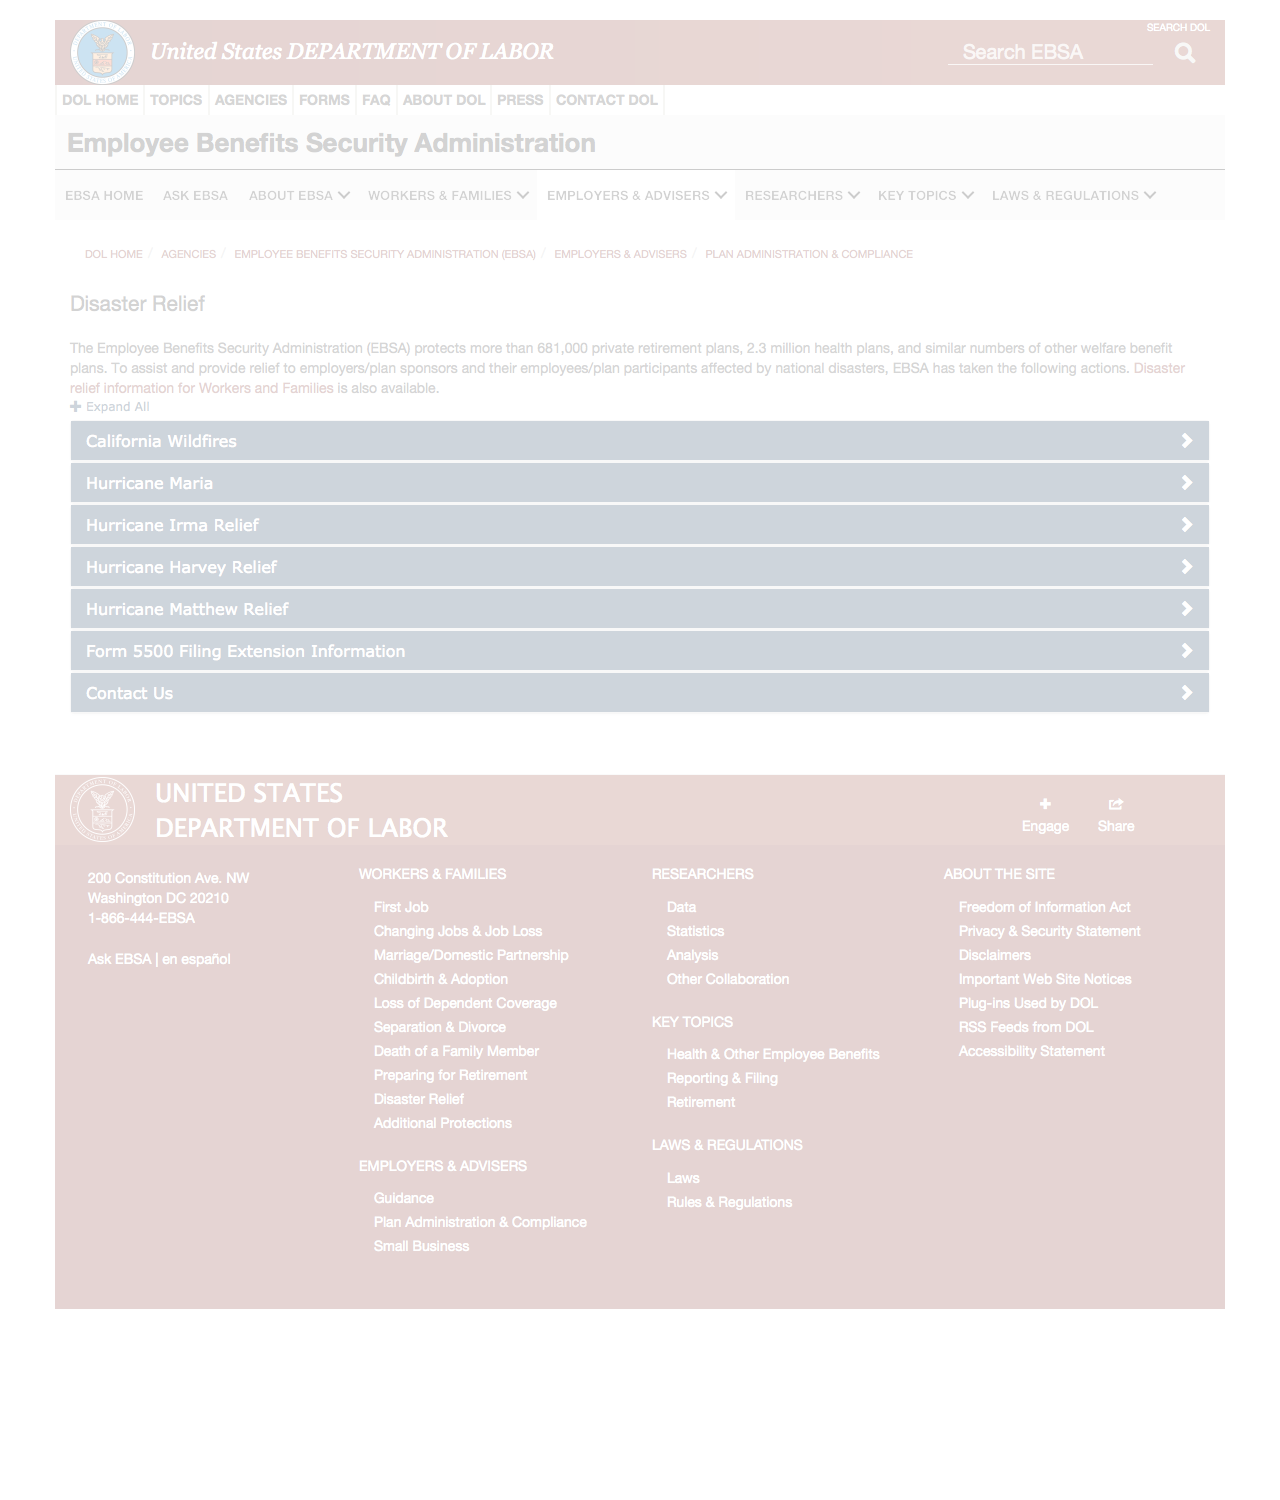 SEARCH DOL
United States DEPARTMENT OF LABOR
Search EBSA
DOL HOME TOPICS AGENCIES FORMS FAQ ABOUT DOL PRESS CONTACT DOL
Employee Benefits Security Administration
EBSA HOME ASK EBSA ABOUT EBSA WORKERS & FAMILIES EMPLOYERS & ADVISERS RESEARCHERS KEY TOPICS LAWS & REGULATIONS
DOL HOME / AGENCIES / EMPLOYEE BENEFITS SECURITY ADMINISTRATION (EBSA) / EMPLOYERS & ADVISERS / PLAN ADMINISTRATION & COMPLIANCE
Disaster Relief
The Employee Benefits Security Administration (EBSA) protects more than 681,000 private retirement plans, 2.3 million health plans, and similar numbers of other welfare benefit
plans. To assist and provide relief to employers/plan sponsors and their employees/plan participants affected by national disasters, EBSA has taken the following actions. Disaster
relief information for Workers and Families is also available.
Expand All
California Wildfires
Hurricane Maria
Hurricane Irma Relief
Hurricane Harvey Relief
Hurricane Matthew Relief
Form 5500 Filing Extension Information
Contact Us
UNITED STATES
DEPARTMENT OF LABOR
Engage Share
200 Constitution Ave. NW
Washington DC 20210
1-866-444-EBSA
Ask EBSA | en español
WORKERS & FAMILIES
First Job
Changing Jobs & Job Loss
Marriage/Domestic Partnership
Childbirth & Adoption
Loss of Dependent Coverage
Separation & Divorce
Death of a Family Member
Preparing for Retirement
Disaster Relief
Additional Protections
EMPLOYERS & ADVISERS
Guidance
Plan Administration & Compliance
Small Business
RESEARCHERS
Data
Statistics
Analysis
Other Collaboration
KEY TOPICS
Health & Other Employee Benefits
Reporting & Filing
Retirement
LAWS & REGULATIONS
Laws
Rules & Regulations
ABOUT THE SITE
Freedom of Information Act
Privacy & Security Statement
Disclaimers
Important Web Site Notices
Plug-ins Used by DOL
RSS Feeds from DOL
Accessibility Statement